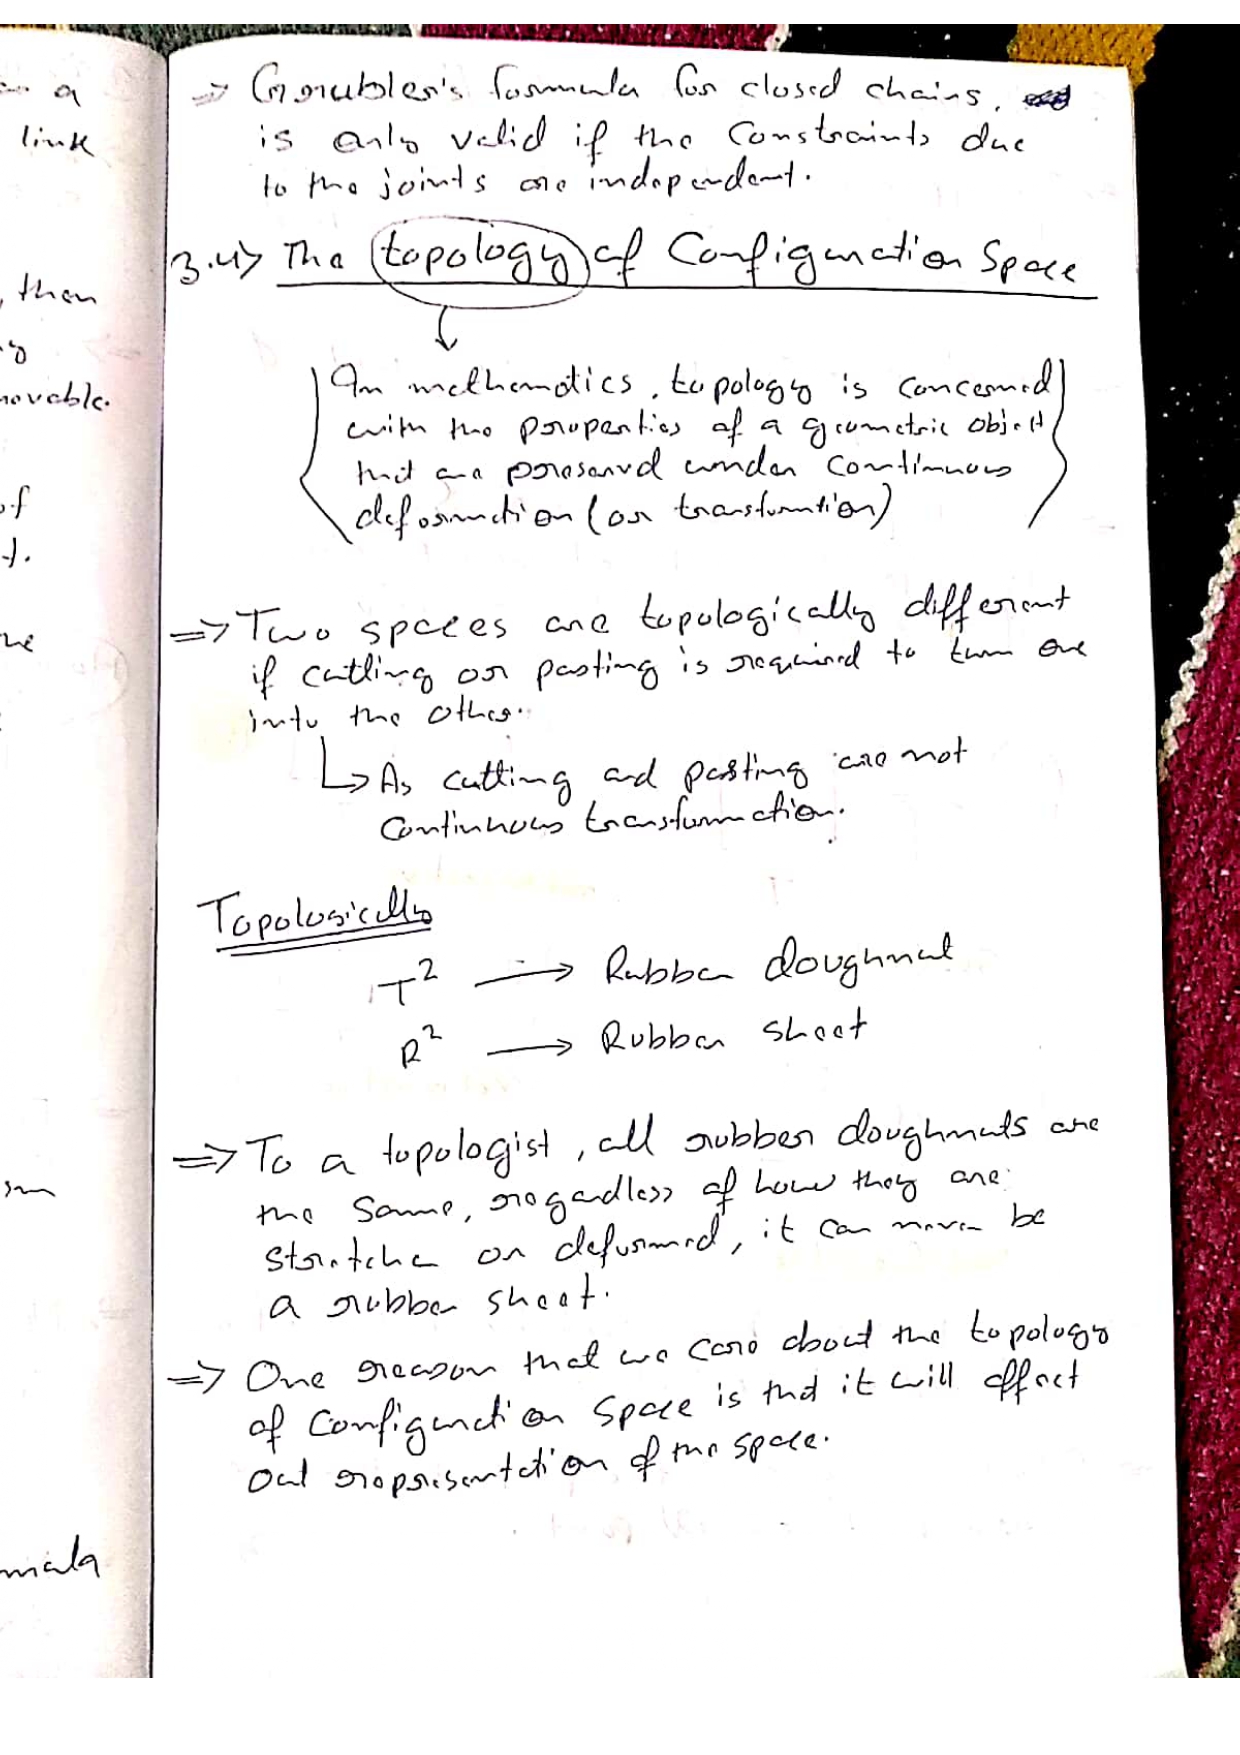 a
link
, then
movable.
of
⇒ Grubler's formula for closed chains,
is only valid if the constraints due
to the joints are independent.
3.4> The topology of Configuration Space
In mathematics, topology is concerned
with the properties of a geometric object
that are preserved under continuous
deformation (or transformtion)
⇒ Two spaces are topologically different
if cutting or pasting is required to turn one
into the other.
↳ As cutting and pasting are not
continuous transformation.
Topologically
T² → Rubber doughnut
R² → Rubber sheet
⇒ To a topologist, all rubber doughnuts are
the same, regardless of how they are
stretche or deformed, it can never be
a rubber sheet.
⇒ One reason that we care about the topology
of Configuration Space is that it will affect
out representation of the space.